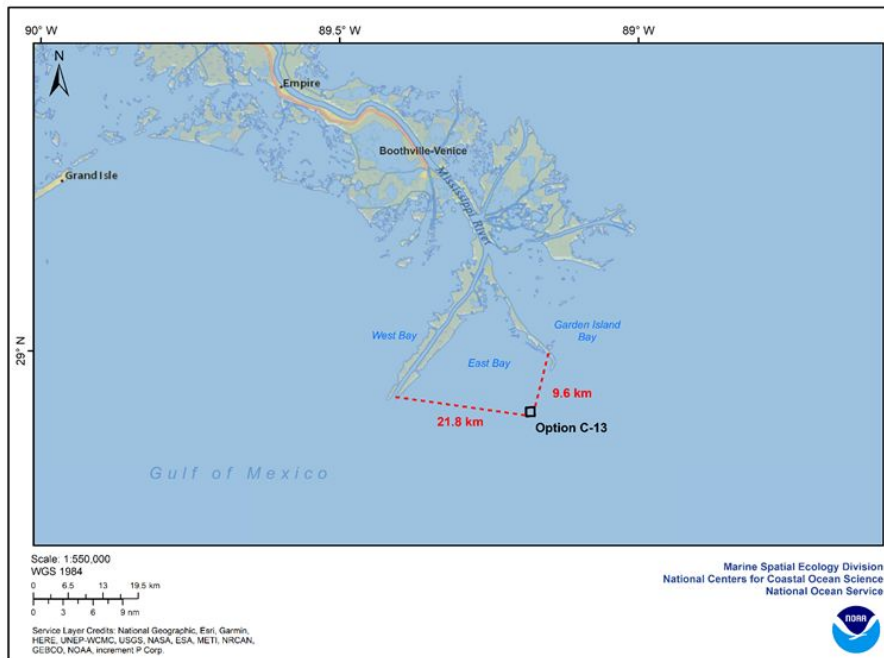 90° W
89.5° W
89° W
N
Empire
Boothville-Venice
Grand Isle
Mississippi River
West Bay
Garden Island
Bay
29° N
East Bay
9.6 km
21.8 km
Option C-13
Gulf of Mexico
Scale: 1:550,000
WGS 1984
0 6.5 13 19.5 km
0 3 6 9 nm
Service Layer Credits: National Geographic, Esri, Garmin,
HERE, UNEP-WCMC, USGS, NASA, ESA, METI, NRCAN,
GEBCO, NOAA, increment P Corp.
Marine Spatial Ecology Division
National Centers for Coastal Ocean Science
National Ocean Service
NOAA